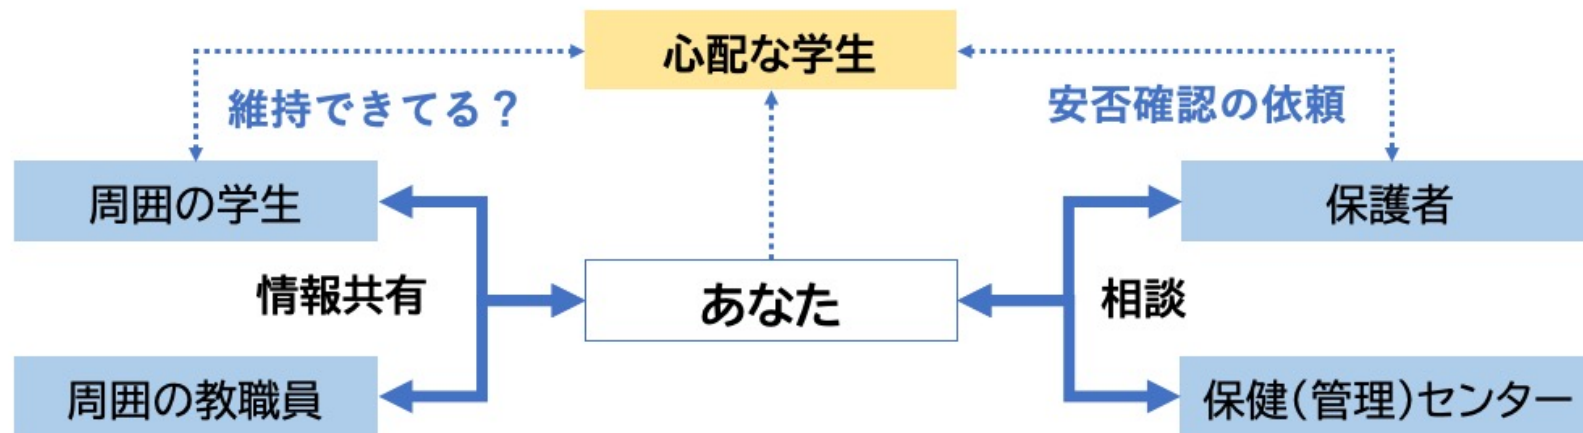 心配な学生
維持できてる？
安否確認の依頼
周囲の学生
保護者
情報共有
あなた
相談
周囲の教職員
保健（管理）センター